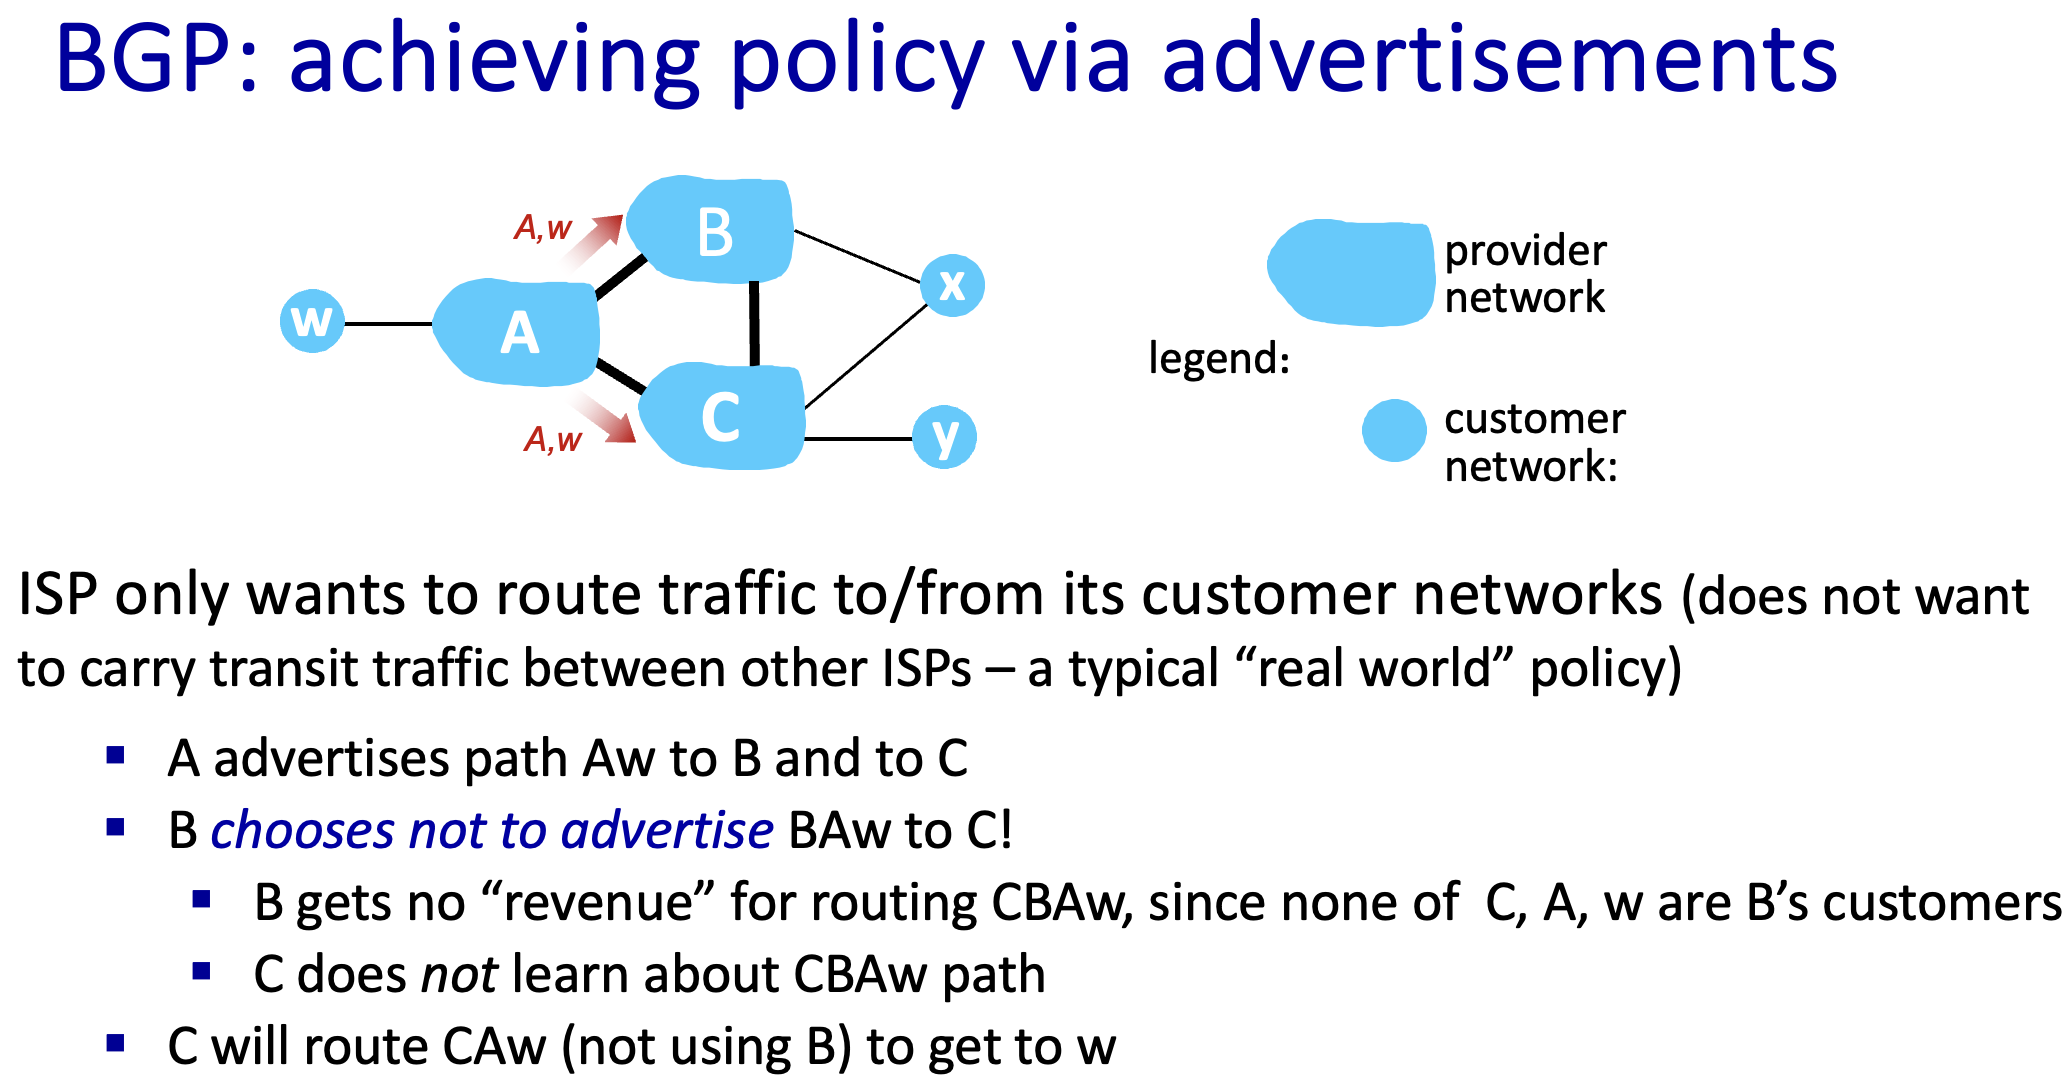 BGP: achieving policy via advertisements
A,w
B
x
w
A
C
A,w
y
provider
network
legend:
customer
network:
ISP only wants to route traffic to/from its customer networks (does not want
to carry transit traffic between other ISPs – a typical “real world” policy)
▪ A advertises path Aw to B and to C
▪ B chooses not to advertise BAw to C!
▪ B gets no “revenue” for routing CBAw, since none of  C, A, w are B’s customers
▪ C does not learn about CBAw path
▪ C will route CAw (not using B) to get to w